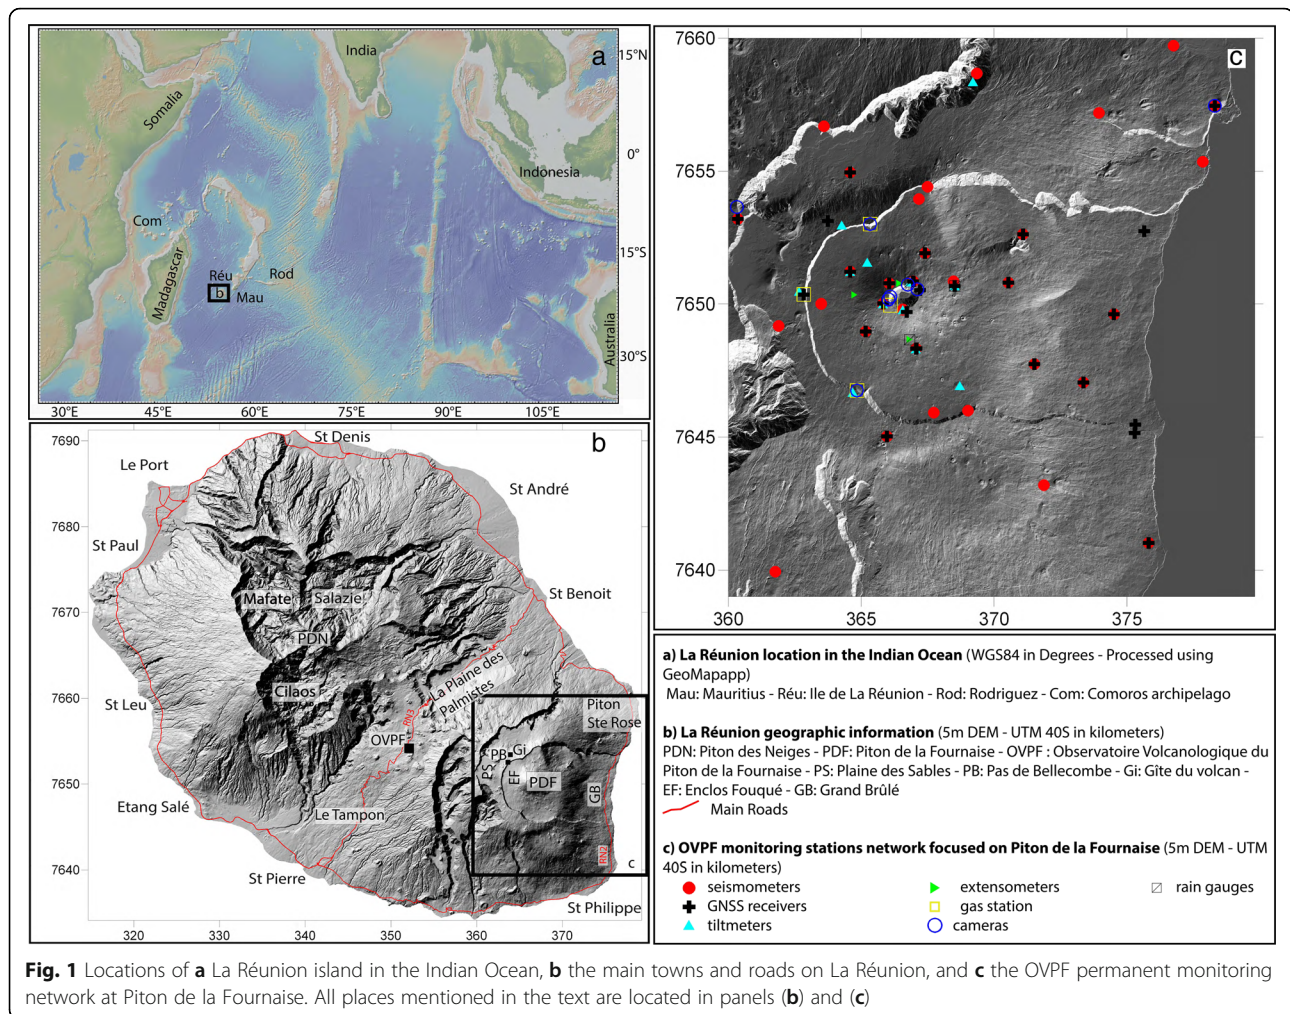 a
India
15°N
Somalia
0°
Indonesia
Com
Madagascar
15°S
Réu
Rod
b
Mau
Australia
30°S
30°E
45°E
60°E
75°E
90°E
105°E
b
7690
7680
7670
7660
7650
7640
St Denis
Le Port
St André
St Paul
St Benoit
Mafate
Salazie
PDN
La Plaine des
Palmistes
Cilaos
St Leu
RN3
Piton
Ste Rose
OVPF
PB
Gi
PS
EF
PDF
GB
Etang Salé
Le Tampon
RN2
c
St Pierre
St Philippe
320
330
340
350
360
370
c
7660
7655
7650
7645
7640
360
365
370
375
a) La Réunion location in the Indian Ocean (WGS84 in Degrees - Processed using
GeoMapapp)
Mau: Mauritius - Réu: Ile de La Réunion - Rod: Rodriguez - Com: Comoros archipelago
b) La Réunion geographic information (5m DEM - UTM 40S in kilometers)
PDN: Piton des Neiges - PDF: Piton de la Fournaise - OVPF : Observatoire Volcanologique du
Piton de la Fournaise - PS: Plaine des Sables - PB: Pas de Bellecombe - Gi: Gîte du volcan -
EF: Enclos Fouqué - GB: Grand Brûlé
Main Roads
c) OVPF monitoring stations network focused on Piton de la Fournaise (5m DEM - UTM
40S in kilometers)
seismometers
extensometers
rain gauges
GNSS receivers
gas station
tiltmeters
cameras
Fig. 1 Locations of a La Réunion island in the Indian Ocean, b the main towns and roads on La Réunion, and c the OVPF permanent monitoring
network at Piton de la Fournaise. All places mentioned in the text are located in panels (b) and (c)